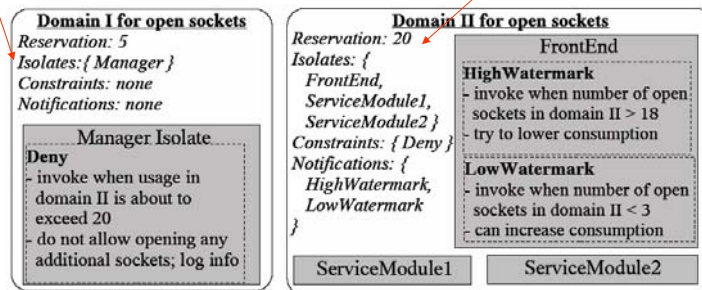 Domain I for open sockets
Reservation: 5
Isolates:{ Manager }
Constraints: none
Notifications: none
Manager Isolate
Deny
- invoke when usage in
domain II is about to
exceed 20
- do not allow opening any
additional sockets; log info
Domain II for open sockets
Reservation: 20
Isolates: {
FrontEnd,
ServiceModule1,
ServiceModule2 }
Constraints: { Deny }
Notifications: {
HighWatermark,
LowWatermark
}
FrontEnd
HighWatermark
- invoke when number of open
sockets in domain II > 18
- try to lower consumption
LowWatermark
- invoke when number of open
sockets in domain II < 3
- can increase consumption
ServiceModule1
ServiceModule2